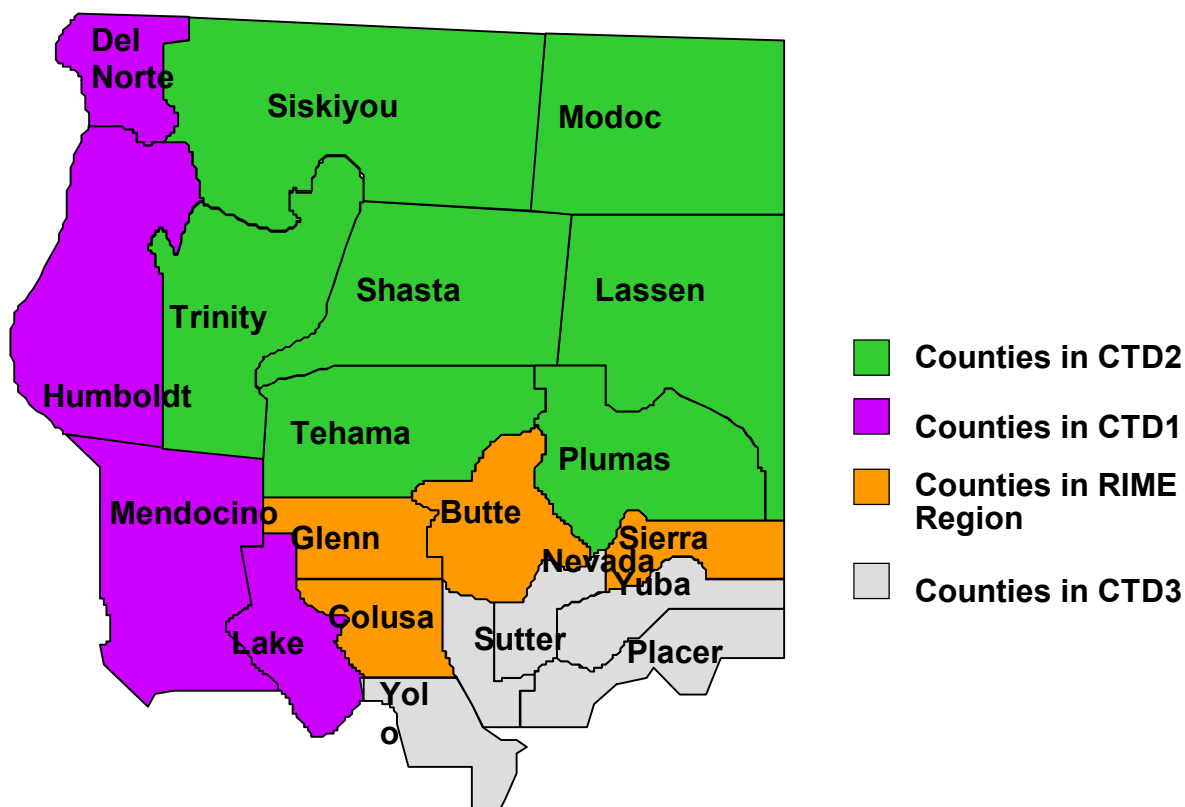 Del
Norte
Siskiyou
Modoc
Shasta
Lassen
Trinity
Humboldt
Tehama
Plumas
Mendocino
Butte
Glenn
Sierra
Nevada
Yuba
Colusa
Lake
Sutter
Placer
Yol
o
Counties in CTD2
Counties in CTD1
Counties in RIME
Region
Counties in CTD3